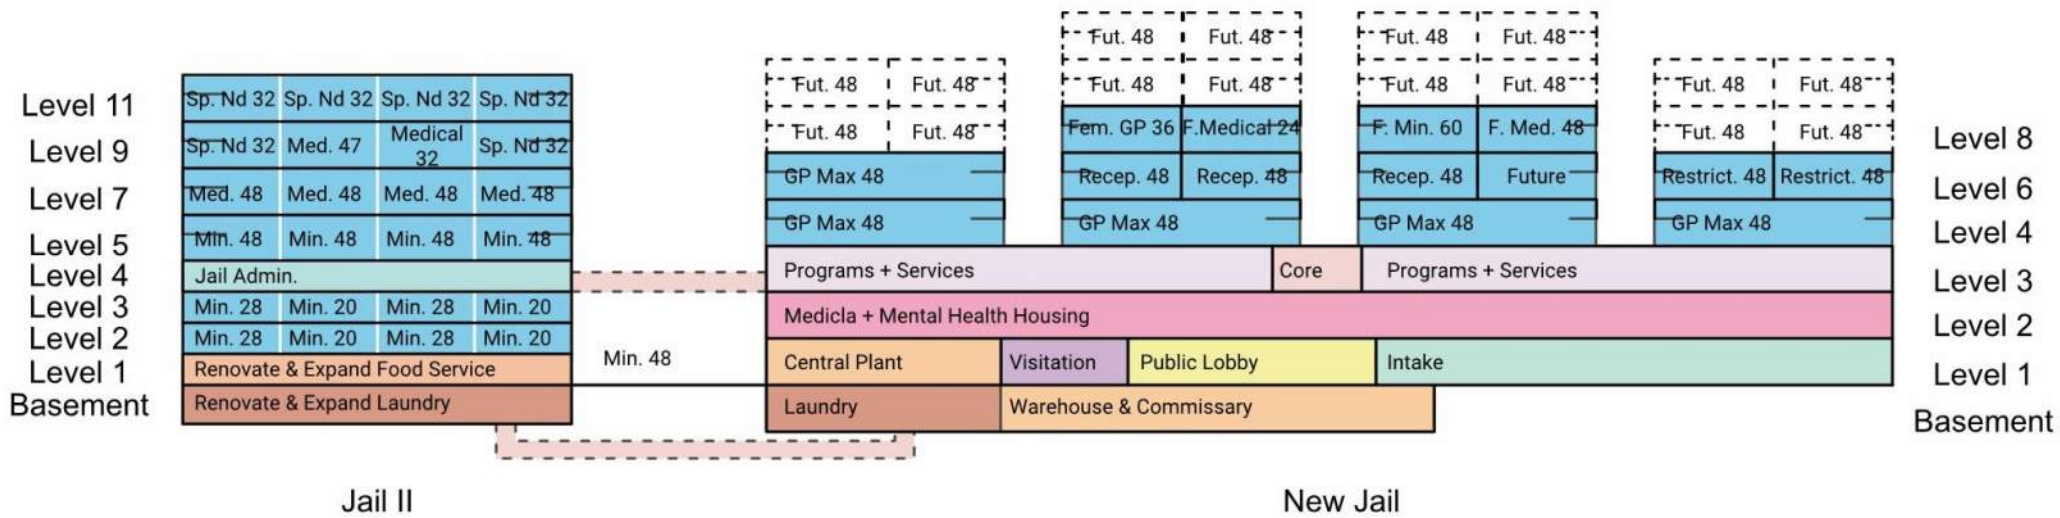 Fut. 48 Fut. 48 Fut. 48 Fut. 48
Level 11 Sp. Nd 32 Sp. Nd 32 Sp. Nd 32 Sp. Nd 32 Fut. 48 Fut. 48 Fut. 48 Fut. 48 Fut. 48 Fut. 48 Fut. 48 Fut. 48
Level 9 Sp. Nd 32 Med. 47 Medical 32 Sp. Nd 32 Fut. 48 Fut. 48 Fem. GP 36 F.Medical 24 F. Min. 60 F. Med. 48 Fut. 48 Fut. 48 Level 8
Level 7 Med. 48 Med. 48 Med. 48 Med. 48 GP Max 48 Recep. 48 Recep. 48 Recep. 48 Future Restrict. 48 Restrict. 48 Level 6
Level 5 Min. 48 Min. 48 Min. 48 Min. 48 GP Max 48 GP Max 48 GP Max 48 GP Max 48 Level 4
Level 4 Jail Admin. Programs + Services Core Programs + Services Level 3
Level 3 Min. 28 Min. 20 Min. 28 Min. 20
Level 2 Min. 28 Min. 20 Min. 28 Min. 20 Medicla + Mental Health Housing Level 2
Level 1 Renovate & Expand Food Service Min. 48 Central Plant Visitation Public Lobby Intake Level 1
Basement Renovate & Expand Laundry Laundry Warehouse & Commissary Basement
Jail II New Jail